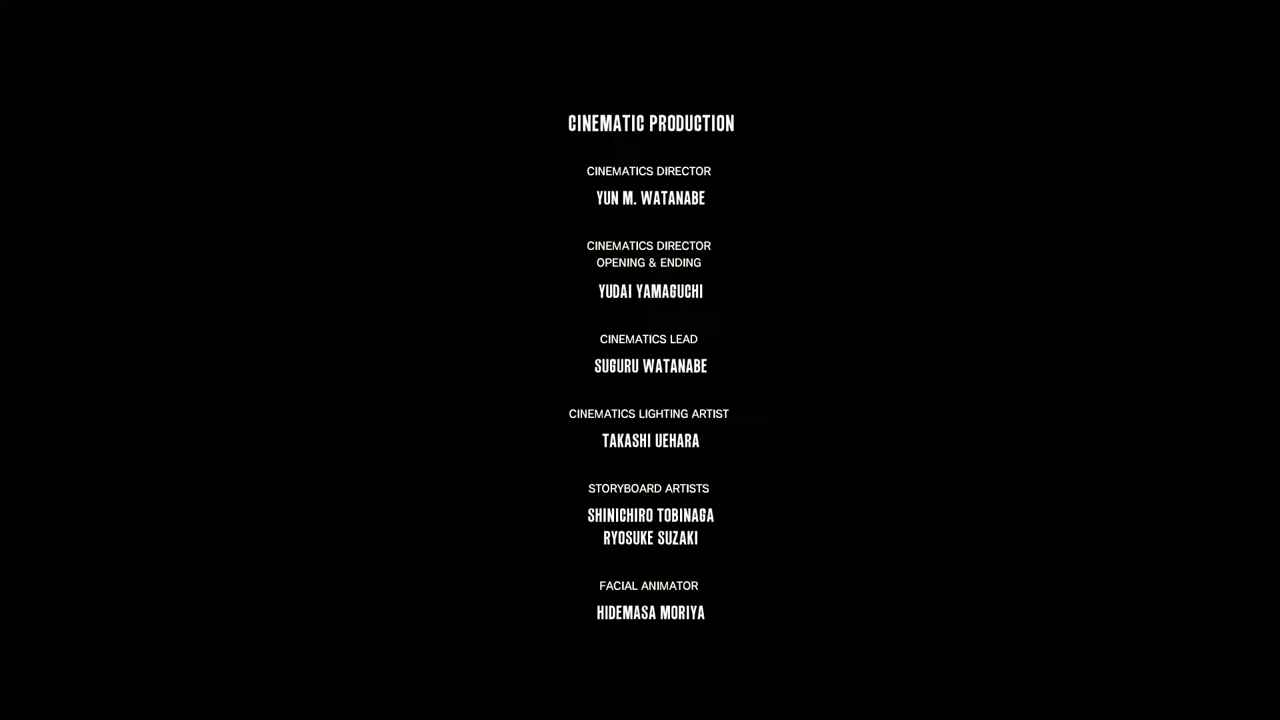 CINEMATIC PRODUCTION
CINEMATICS DIRECTOR
YUN M. WATANABE
CINEMATICS DIRECTOR
OPENING & ENDING
YUDAI YAMAGUCHI
CINEMATICS LEAD
SUGURU WATANABE
CINEMATICS LIGHTING ARTIST
TAKASHI UEHARA
STORYBOARD ARTISTS
SHINICHIRO TOBINAGA
RYOSUKE SUZAKI
FACIAL ANIMATOR
HIDEMASA MORIYA